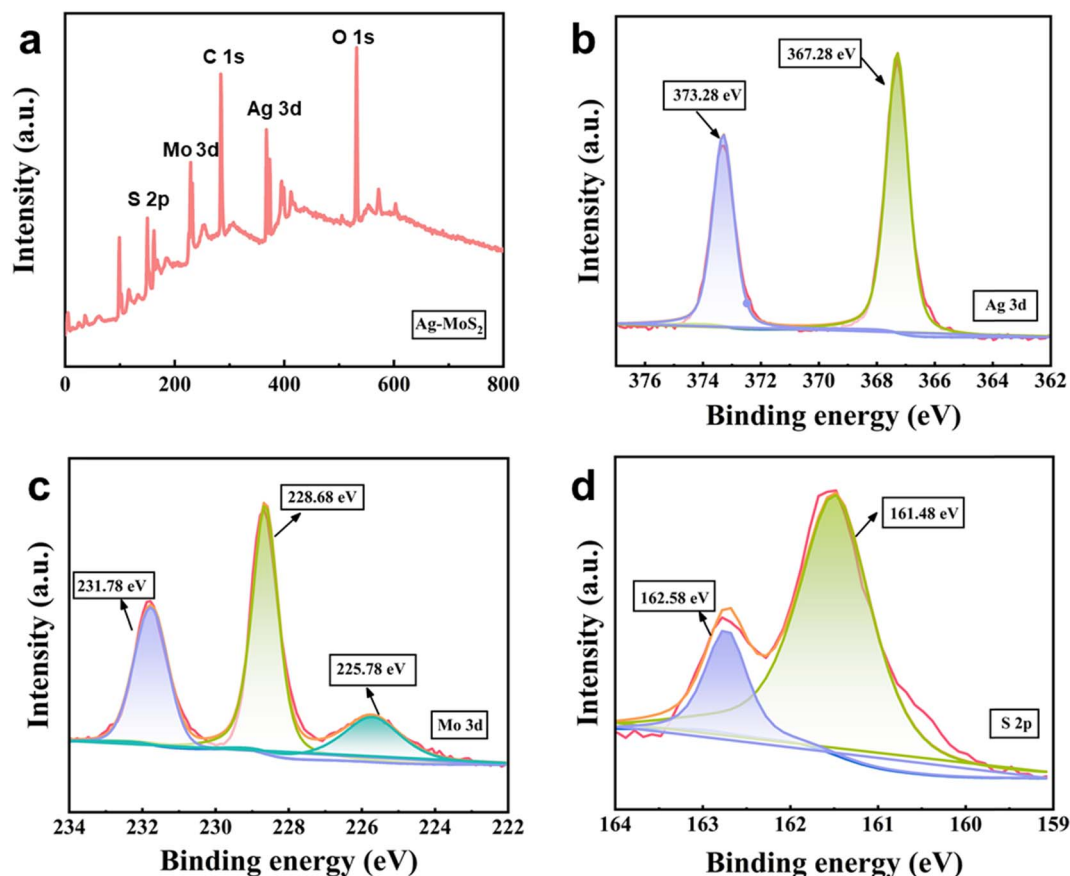 a
O 1s
C 1s
Ag 3d
Mo 3d
S 2p
Intensity (a.u.)
Ag-MoS₂
0 200 400 600 800
b
367.28 eV
373.28 eV
Intensity (a.u.)
Ag 3d
376 374 372 370 368 366 364 362
Binding energy (eV)
c
228.68 eV
231.78 eV
225.78 eV
Intensity (a.u.)
Mo 3d
234 232 230 228 226 224 222
Binding energy (eV)
d
161.48 eV
162.58 eV
Intensity (a.u.)
S 2p
164 163 162 161 160 159
Binding energy (eV)